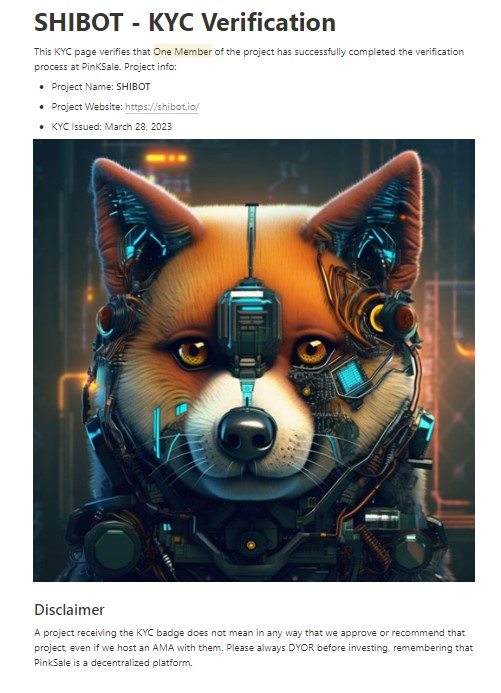 SHIBOT - KYC Verification
This KYC page verifies that One Member of the project has successfully completed the verification
process at PinKSale. Project info:
• Project Name: SHIBOT
• Project Website: https://shibot.io/
• KYC Issued: March 28, 2023
Disclaimer
A project receiving the KYC badge does not mean in any way that we approve or recommend that
project, even if we host an AMA with them. Please always DYOR before investing, remembering that
PinKSale is a decentralized platform.